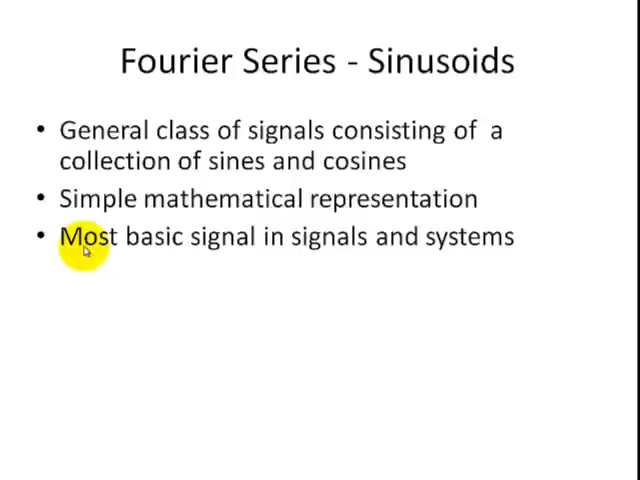 Fourier Series - Sinusoids
• General class of signals consisting of a
collection of sines and cosines
• Simple mathematical representation
• Most basic signal in signals and systems